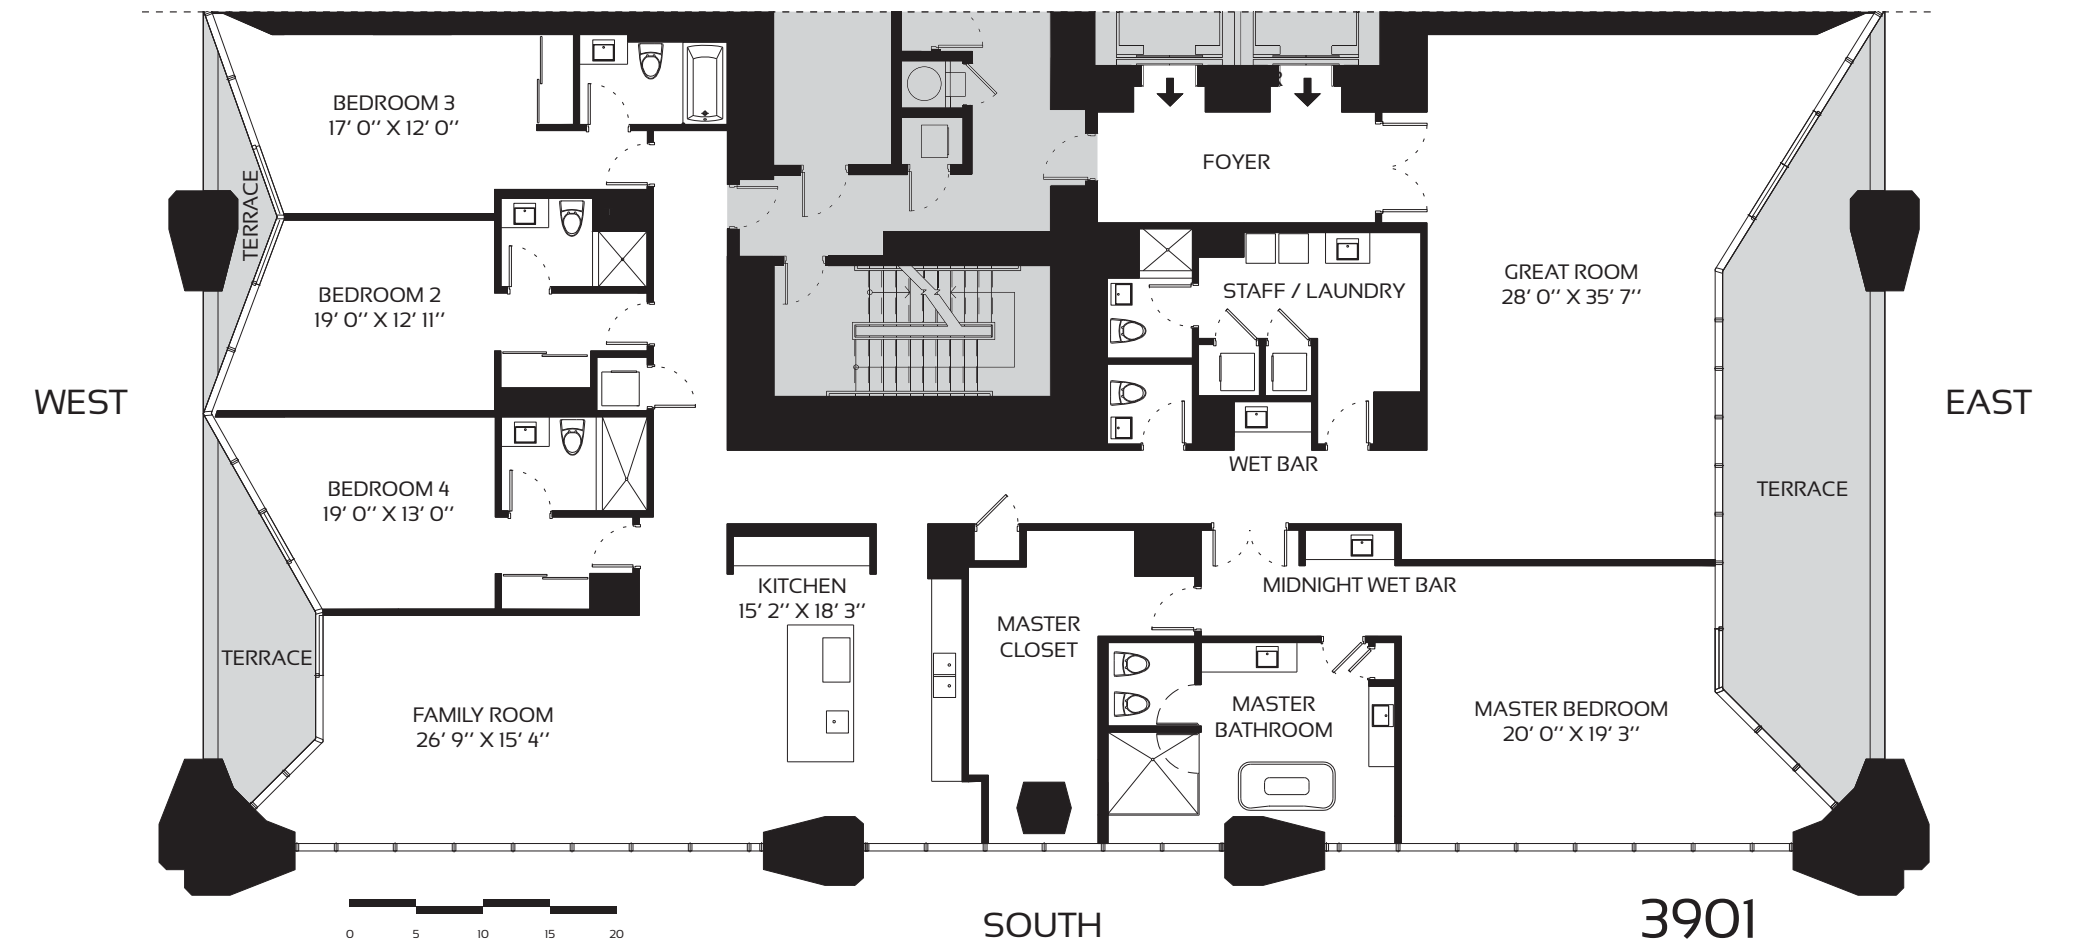 BEDROOM 3
17’ 0’’ X 12’ 0’’
TERRACE
FOYER
BEDROOM 2
19’ 0’’ X 12’ 11’’
STAFF / LAUNDRY
GREAT ROOM
28’ 0’’ X 35’ 7’’
WEST
EAST
WET BAR
BEDROOM 4
19’ 0’’ X 13’ 0’’
TERRACE
KITCHEN
15’ 2’’ X 18’ 3’’
MIDNIGHT WET BAR
MASTER
CLOSET
TERRACE
FAMILY ROOM
26’ 9’’ X 15’ 4’’
MASTER
BATHROOM
MASTER BEDROOM
20’ 0’’ X 19’ 3’’
0 5 10 15 20
SOUTH
3901